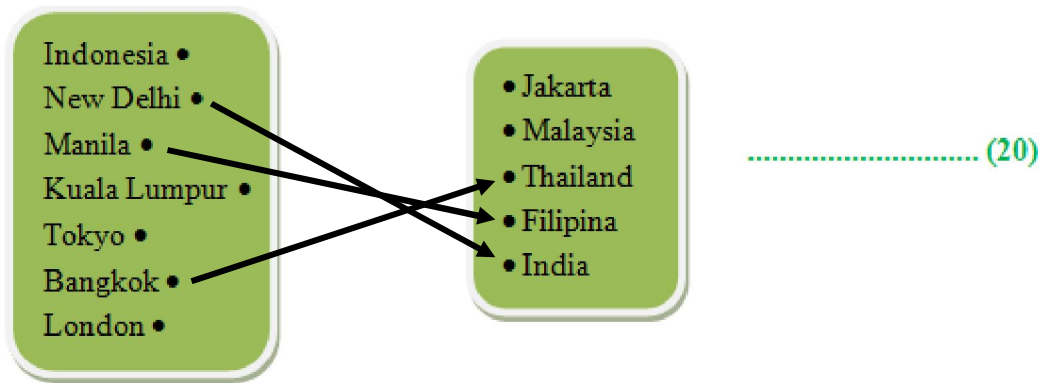 Indonesia •
New Delhi •
Manila •
Kuala Lumpur •
Tokyo •
Bangkok •
London •
• Jakarta
• Malaysia
• Thailand
• Filipina
• India
............................ (20)